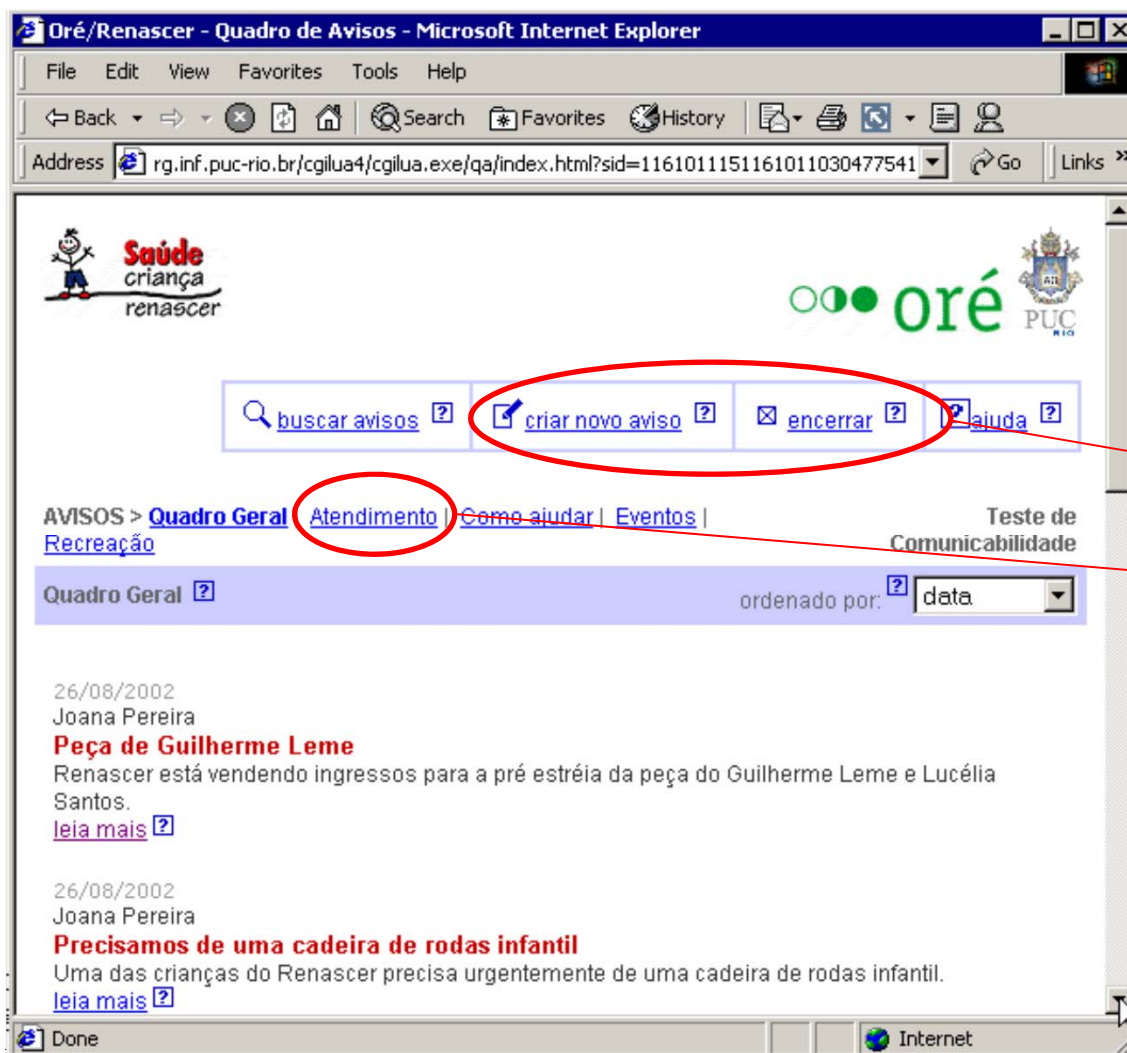 Oré/Renascer - Quadro de Avisos - Microsoft Internet Explorer
File Edit View Favorites Tools Help
Back Search Favorites History
Address rg.inf.puc-rio.br/cgilua4/cgilua.exe/qa/index.html?sid=1161011151161011030477541 Go Links »
Saúde
criança
renascer
oré
PUC
RIO
buscar avisos ? criar novo aviso ? encerrar ? ? ajuda ?
AVISOS > Quadro Geral Atendimento | Como ajudar | Eventos |
Recreação
Teste de
Comunicabilidade
Quadro Geral ? ordenado por: ? data
26/08/2002
Joana Pereira
Peça de Guilherme Leme
Renascer está vendendo ingressos para a pré estréia da peça do Guilherme Leme e Lucélia
Santos.
leia mais ?
26/08/2002
Joana Pereira
Precisamos de uma cadeira de rodas infantil
Uma das crianças do Renascer precisa urgentemente de uma cadeira de rodas infantil.
leia mais ?
Done Internet